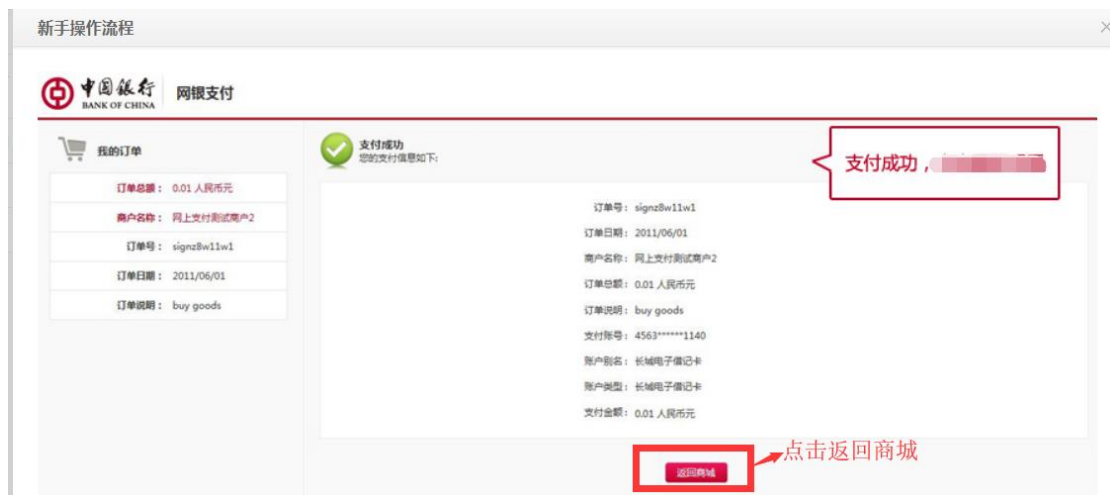 新手操作流程
中国银行
BANK OF CHINA
网银支付
我的订单
订单总额： 0.01 人民币元
商户名称： 网上支付测试商户2
订单号： signz8w11w1
订单日期： 2011/06/01
订单说明： buy goods
支付成功
您的支付信息如下:
支付成功，
订单号： signz8w11w1
订单日期： 2011/06/01
商户名称： 网上支付测试商户2
订单总额： 0.01 人民币元
订单说明： buy goods
支付账号： 4563******1140
账户别名： 长城电子借记卡
账户类型： 长城电子借记卡
支付金额： 0.01 人民币元
返回商城
点击返回商城